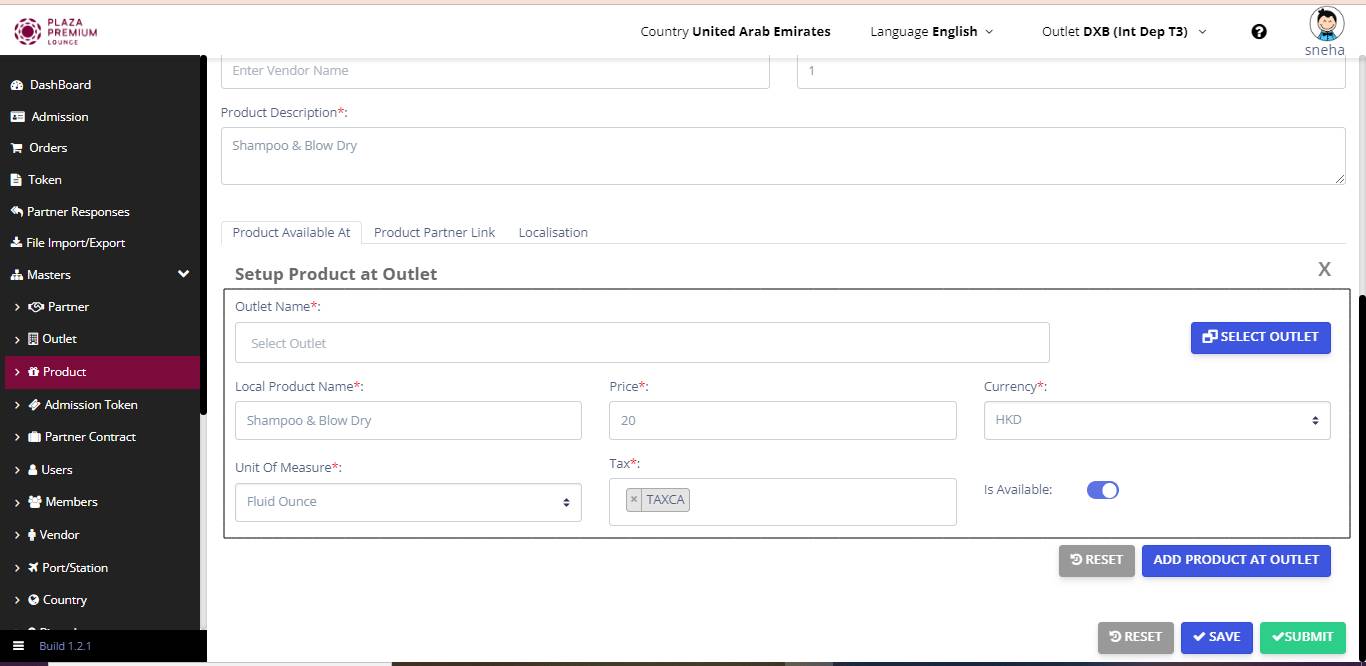 PLAZA
PREMIUM
LOUNGE
Country United Arab Emirates
Language English
Outlet DXB (Int Dep T3)
sneha
DashBoard
Admission
Orders
Token
Partner Responses
File Import/Export
Masters
Partner
Outlet
Product
Admission Token
Partner Contract
Users
Members
Vendor
Port/Station
Country
Build 1.2.1
Enter Vendor Name
1
Product Description*:
Shampoo & Blow Dry
Product Available At
Product Partner Link
Localisation
Setup Product at Outlet
X
Outlet Name*:
Select Outlet
SELECT OUTLET
Local Product Name*:
Price*:
Currency*:
Shampoo & Blow Dry
20
HKD
Unit Of Measure*:
Tax*:
Fluid Ounce
× TAXCA
Is Available:
RESET
ADD PRODUCT AT OUTLET
RESET
SAVE
SUBMIT